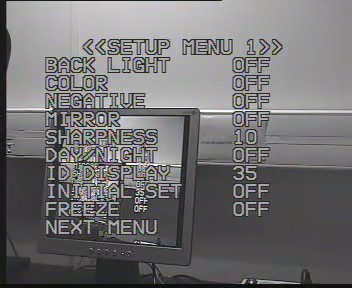 <<SETUP MENU 1>>
BACK LIGHT OFF
COLOR OFF
NEGATIVE OFF
MIRROR OFF
SHARPNESS 10
DAY/NIGHT OFF
ID.DISPLAY 35
INITIAL SET OFF
FREEZE OFF
NEXT MENU